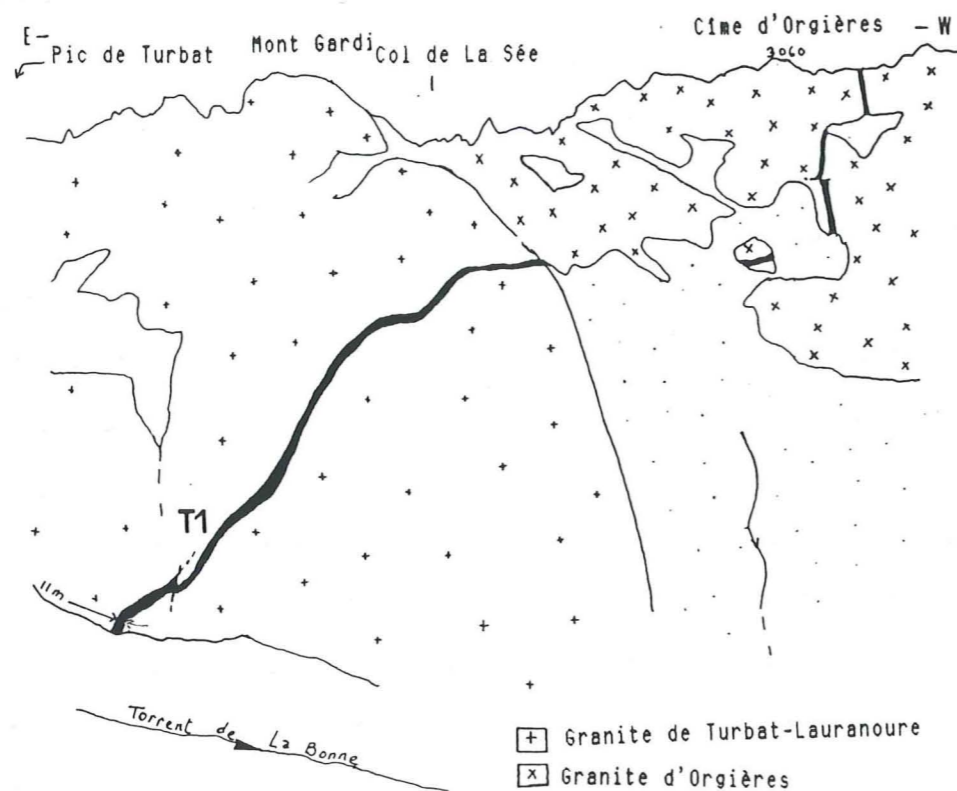 E-
Pic de Turbat
Mont Gardi
Col de La Sée
Cîme d'Orgières
3060
- W
T1
11m
Torrent de La Bonne
+ Granite de Turbat-Lauranoure
x Granite d'Orgières